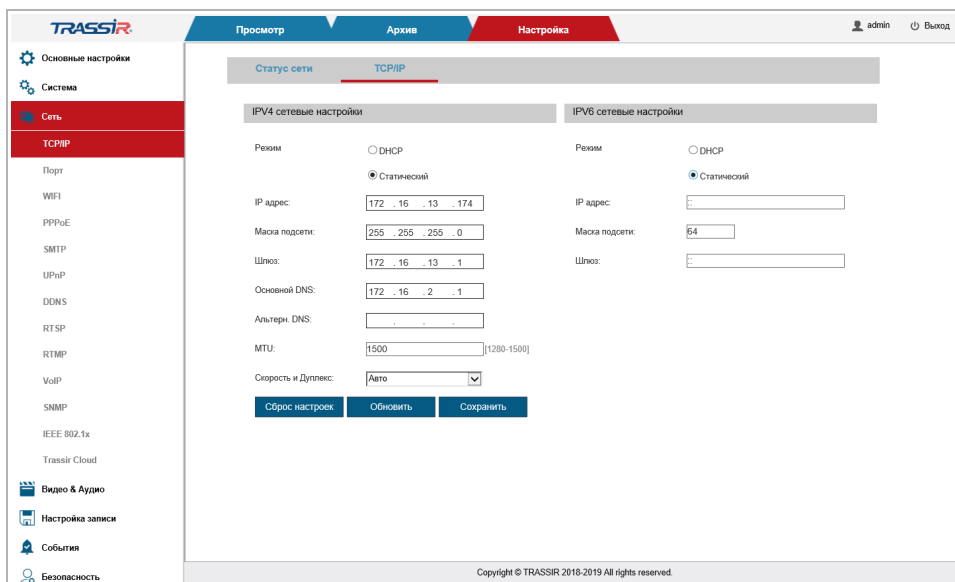 TRASSIR
Просмотр
Архив
Настройка
admin
Выход
Основные настройки
Система
Сеть
TCP/IP
Порт
WIFI
PPPoE
SMTP
UPnP
DDNS
RTSP
RTMP
VoIP
SNMP
IEEE 802.1x
Trassir Cloud
Видео & Аудио
Настройка записи
События
Безопасность
Статус сети
TCP/IP
IPV4 сетевые настройки
Режим
DHCP
Статический
IP адрес: 172 . 16 . 13 . 174
Маска подсети: 255 . 255 . 255 . 0
Шлюз: 172 . 16 . 13 . 1
Основной DNS: 172 . 16 . 2 . 1
Альтерн. DNS: . . .
MTU: 1500 [1280-1500]
Скорость и Дуплекс: Авто
Сброс настроек
Обновить
Сохранить
IPV6 сетевые настройки
Режим
DHCP
Статический
IP адрес: ::
Маска подсети: 64
Шлюз: ::
Copyright © TRASSIR 2018-2019 All rights reserved.